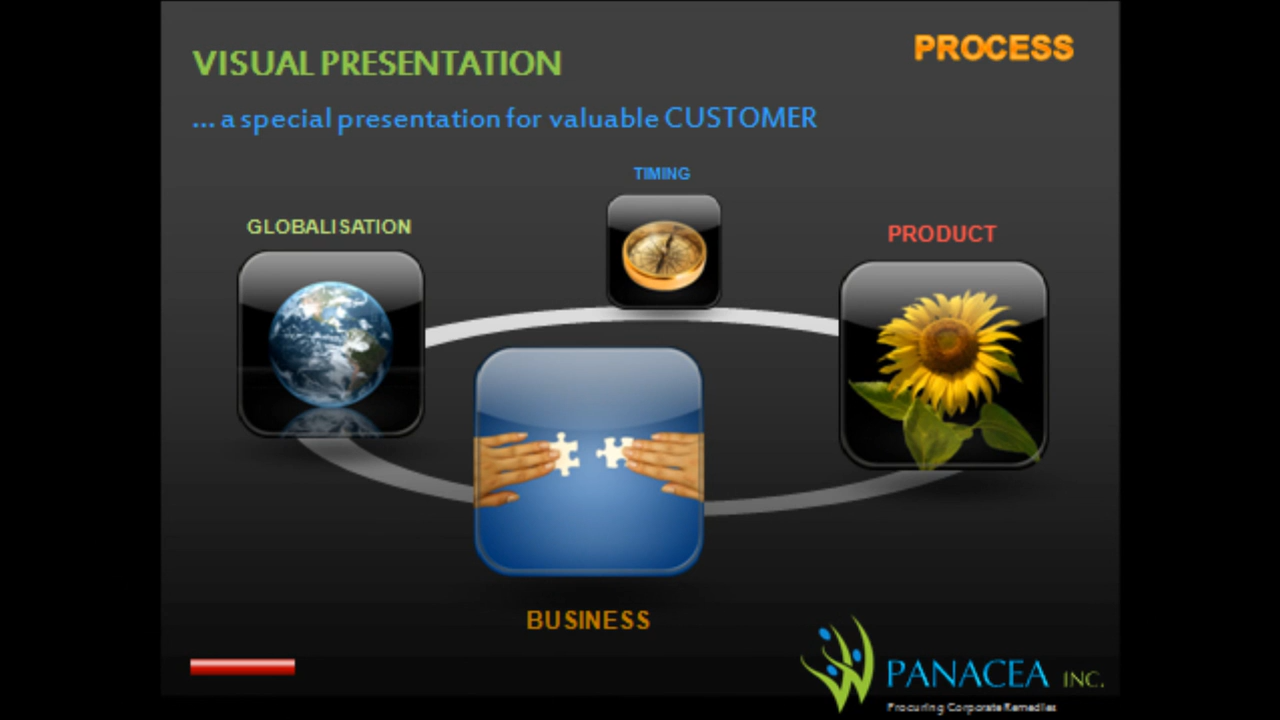 VISUAL PRESENTATION
PROCESS
... a special presentation for valuable CUSTOMER
TIMING
GLOBALISATION
PRODUCT
BUSINESS
PANACEA INC.
Procuring Corporate Remedies